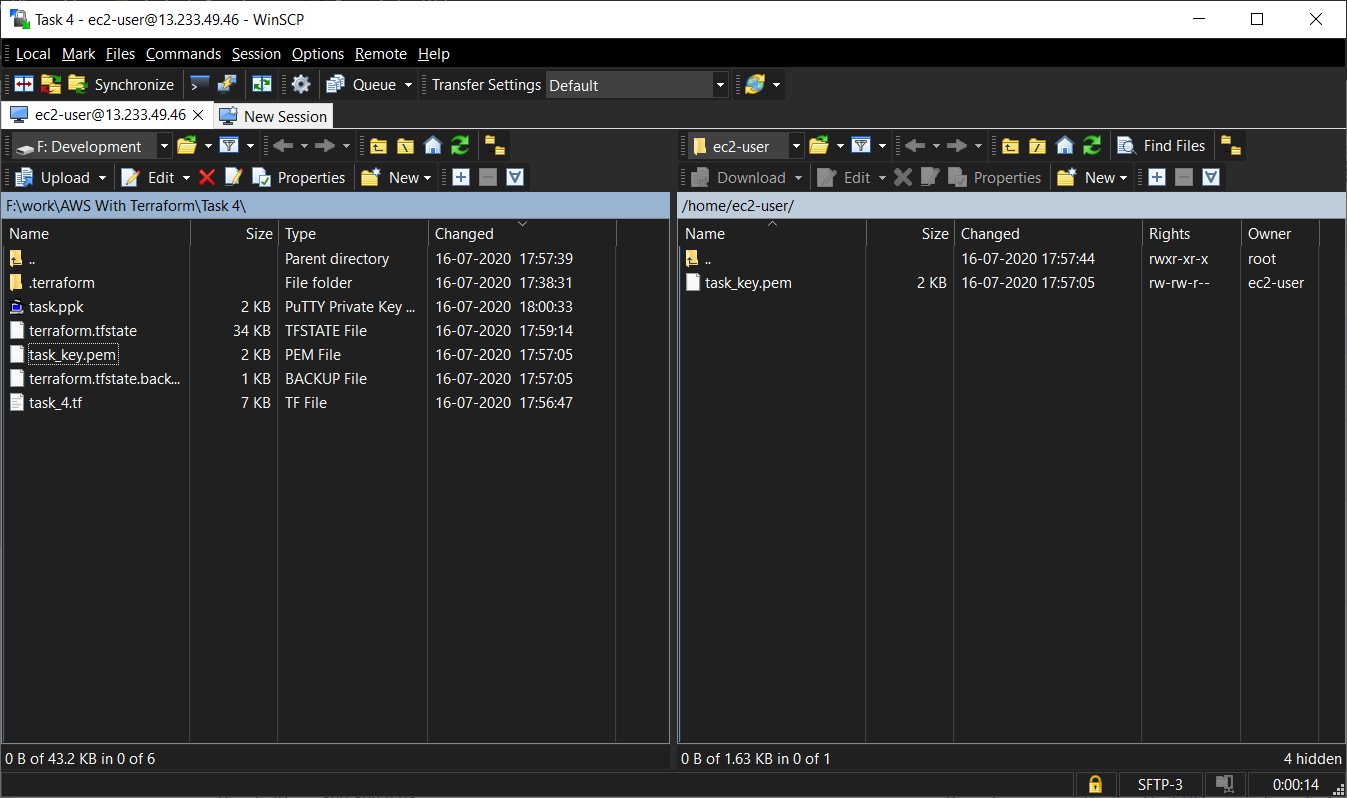 Task 4 - ec2-user@13.233.49.46 - WinSCP
Local Mark Files Commands Session Options Remote Help
Synchronize Queue Transfer Settings Default
ec2-user@13.233.49.46 New Session
F: Development
Upload Edit Properties New
F:\work\AWS With Terraform\Task 4\
Name Size Type Changed
.. Parent directory 16-07-2020 17:57:39
.terraform File folder 16-07-2020 17:38:31
task.ppk 2 KB PuTTY Private Key ... 16-07-2020 18:00:33
terraform.tfstate 34 KB TFSTATE File 16-07-2020 17:59:14
task_key.pem 2 KB PEM File 16-07-2020 17:57:05
terraform.tfstate.back... 1 KB BACKUP File 16-07-2020 17:57:05
task_4.tf 7 KB TF File 16-07-2020 17:56:47
0 B of 43.2 KB in 0 of 6
ec2-user Find Files
Download Edit Properties New
/home/ec2-user/
Name Size Changed Rights Owner
.. 16-07-2020 17:57:44 rwxr-xr-x root
task_key.pem 2 KB 16-07-2020 17:57:05 rw-rw-r-- ec2-user
0 B of 1.63 KB in 0 of 1 4 hidden
SFTP-3 0:00:14